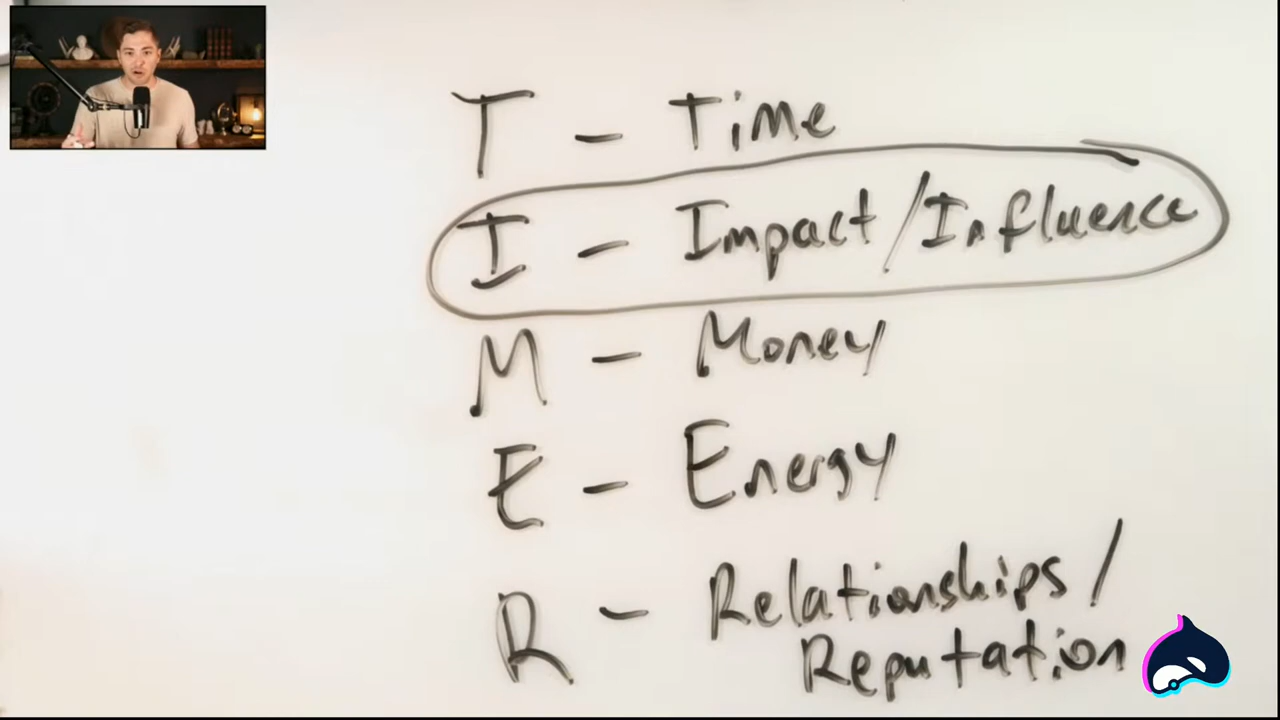 T - Time
I - Impact/Influence
M - Money
E - Energy
R - Relationships/
Reputation